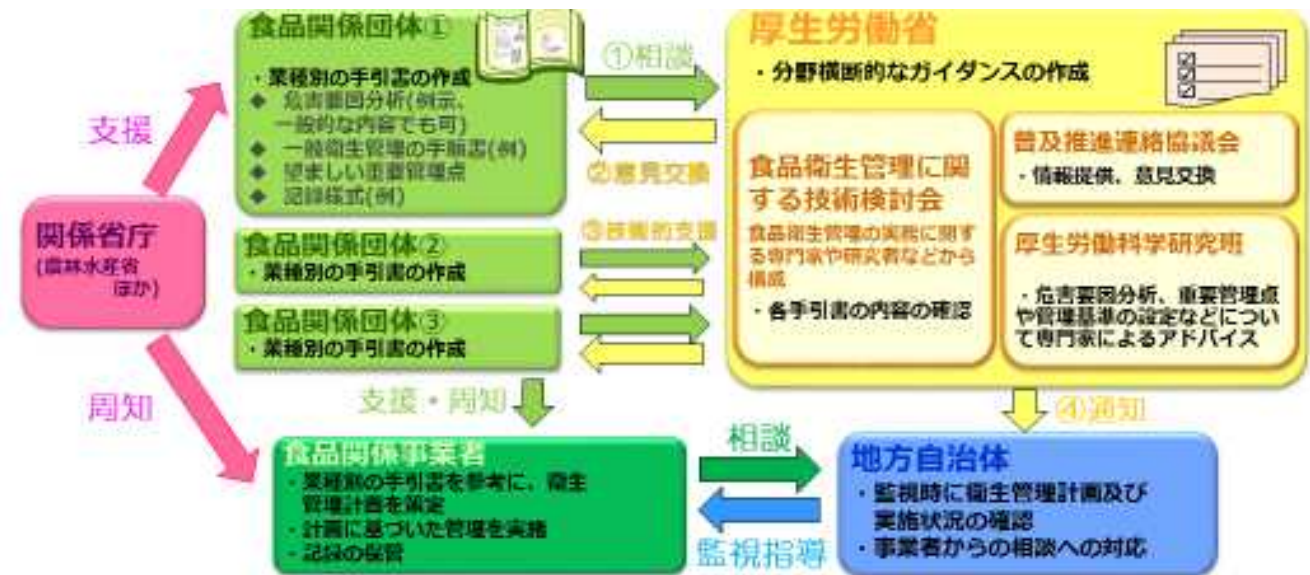 食品関係団体①
・業種別の手引書の作成
◆ 危害要因分析(例示、
一般的な内容でも可)
◆ 一般衛生管理の手順書(例)
◆ 望ましい重要管理点
◆ 記録様式(例)
①相談
②意見交換
③技術的支援
厚生労働省
・分野横断的なガイダンスの作成
食品衛生管理に関
する技術検討会
食品衛生管理の実務に関す
る専門家や研究者などから
構成
・各手引書の内容の確認
普及推進連絡協議会
・情報提供、意見交換
厚生労働科学研究班
・危害要因分析、重要管理点
や管理基準の設定などについ
て専門家によるアドバイス
支援
関係省庁
(農林水産省
ほか)
周知
食品関係団体②
・業種別の手引書の作成
食品関係団体③
・業種別の手引書の作成
支援・周知
④通知
食品関係事業者
・業種別の手引書を参考に、衛生
管理計画を策定
・計画に基づいた管理を実施
・記録の保管
相談
監視指導
地方自治体
・監視時に衛生管理計画及び
実施状況の確認
・事業者からの相談への対応